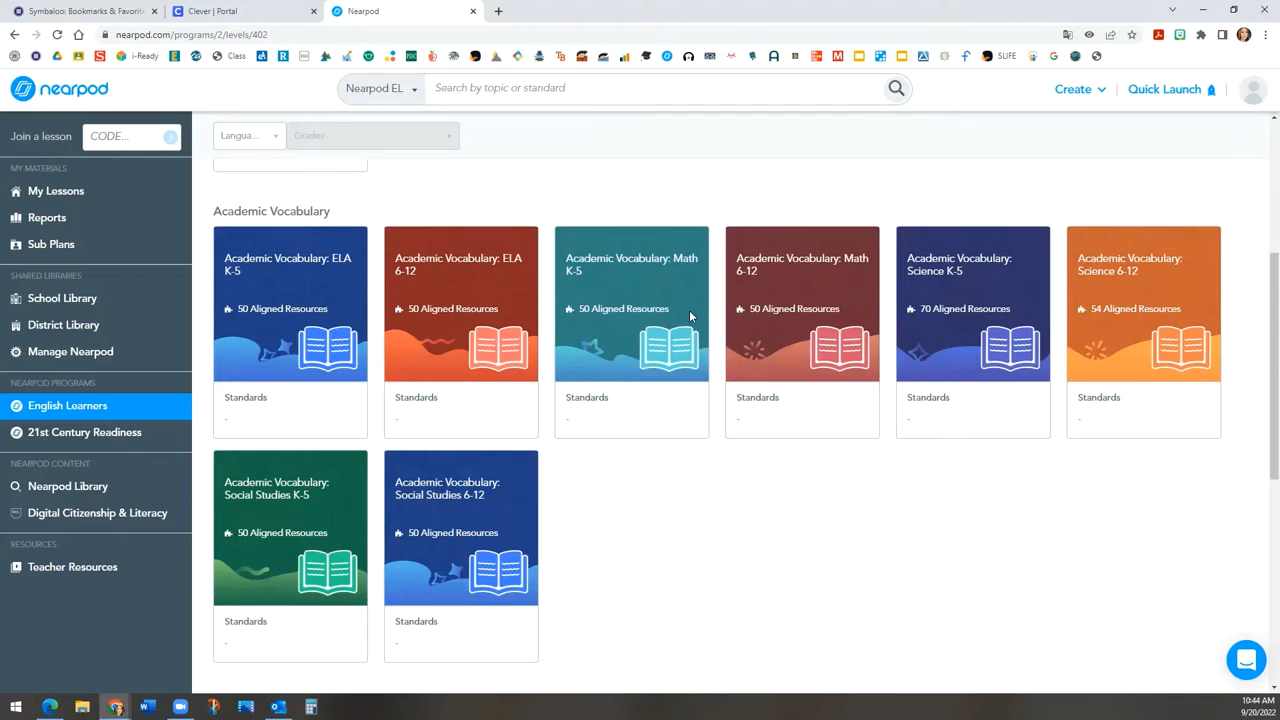 Symbaloo: Bookmarks & Favorit
Clever | Portal
Nearpod
nearpod.com/programs/2/levels/402
i-Ready
Class
SLIFE
nearpod
Nearpod EL
Search by topic or standard
Create
Quick Launch
Join a lesson
CODE...
Langua...
Grades
MY MATERIALS
My Lessons
Reports
Sub Plans
SHARED LIBRARIES
School Library
District Library
Manage Nearpod
NEARPOD PROGRAMS
English Learners
21st Century Readiness
NEARPOD CONTENT
Nearpod Library
Digital Citizenship & Literacy
RESOURCES
Teacher Resources
Academic Vocabulary
Academic Vocabulary: ELA
K-5
50 Aligned Resources
Standards
-
Academic Vocabulary: ELA
6-12
50 Aligned Resources
Standards
-
Academic Vocabulary: Math
K-5
50 Aligned Resources
Standards
-
Academic Vocabulary: Math
6-12
50 Aligned Resources
Standards
-
Academic Vocabulary:
Science K-5
70 Aligned Resources
Standards
-
Academic Vocabulary:
Science 6-12
54 Aligned Resources
Standards
-
Academic Vocabulary:
Social Studies K-5
50 Aligned Resources
Standards
-
Academic Vocabulary:
Social Studies 6-12
50 Aligned Resources
Standards
-
10:44 AM
9/20/2022